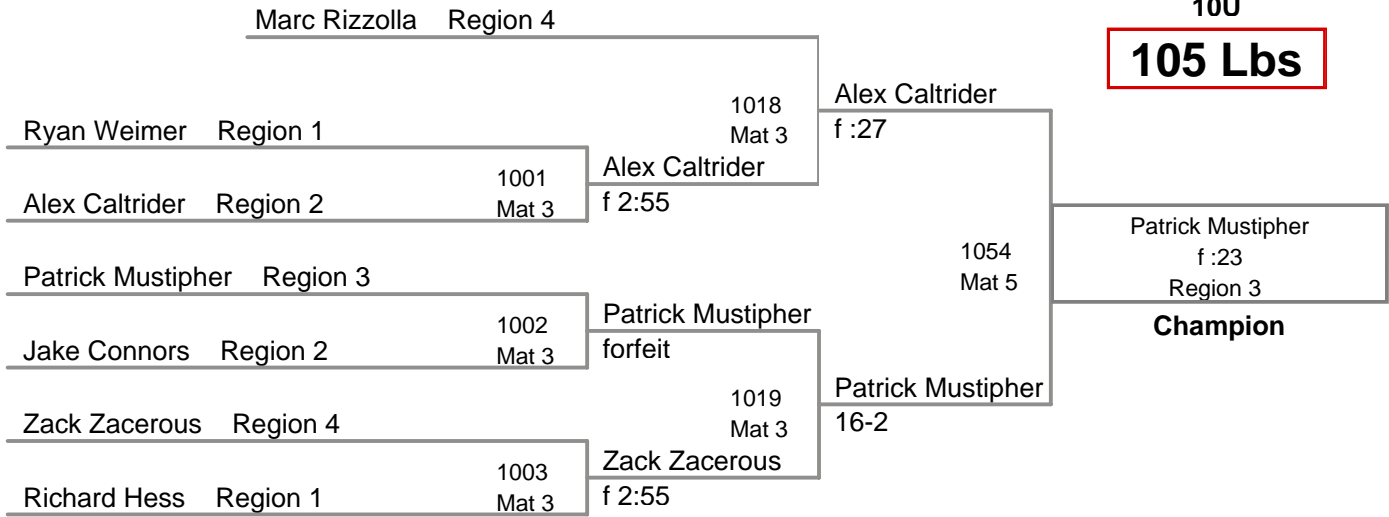 10U
105 Lbs
Marc Rizzolla Region 4
Ryan Weimer Region 1
Alex Caltrider Region 2
1001
Mat 3
Alex Caltrider
f 2:55
1018
Mat 3
Alex Caltrider
f :27
Patrick Mustipher Region 3
Jake Connors Region 2
1002
Mat 3
Patrick Mustipher
forfeit
Zack Zacerous Region 4
Richard Hess Region 1
1003
Mat 3
Zack Zacerous
f 2:55
1019
Mat 3
Patrick Mustipher
16-2
1054
Mat 5
Patrick Mustipher
f :23
Region 3
Champion